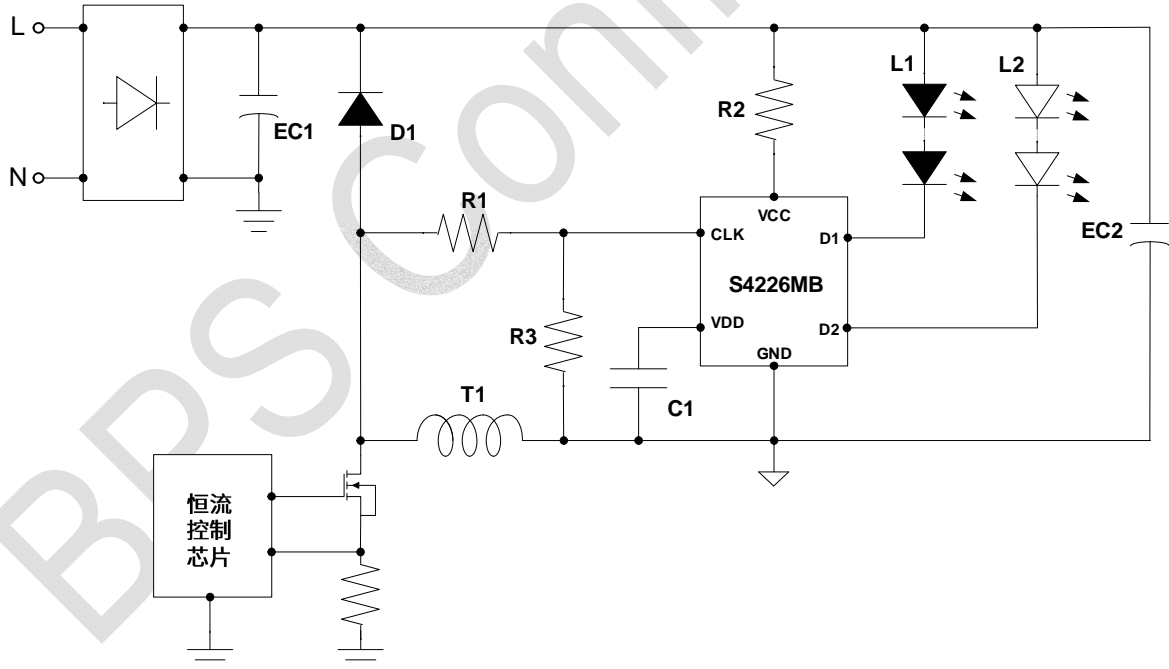 L
N
EC1
D1
R1
R2
L1
L2
EC2
VCC
CLK
D1
S4226MB
VDD
D2
GND
R3
C1
T1
恒流
控制
芯片
BPS